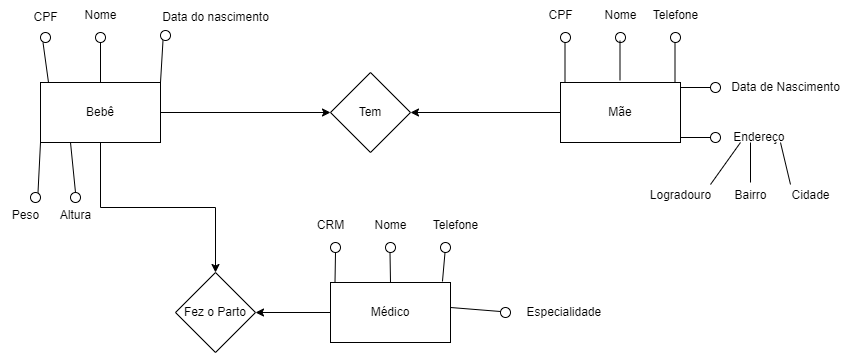 CPF
Nome
Data do nascimento
CPF
Nome
Telefone
Bebê
Tem
Mãe
Data de Nascimento
Endereço
Logradouro
Bairro
Cidade
Peso
Altura
CRM
Nome
Telefone
Fez o Parto
Médico
Especialidade